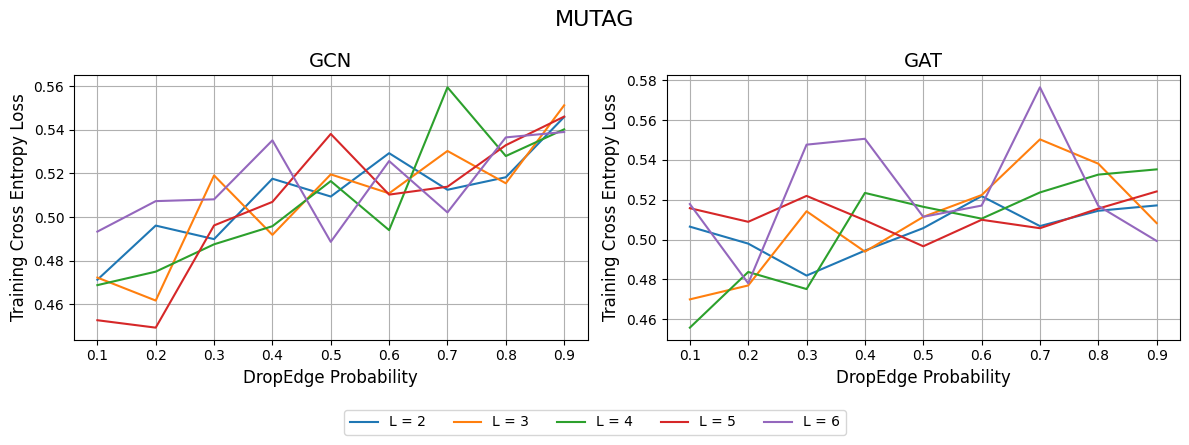 MUTAG
GCN
Training Cross Entropy Loss
0.56
0.54
0.52
0.50
0.48
0.46
0.1 0.2 0.3 0.4 0.5 0.6 0.7 0.8 0.9
DropEdge Probability
GAT
Training Cross Entropy Loss
0.58
0.56
0.54
0.52
0.50
0.48
0.46
0.1 0.2 0.3 0.4 0.5 0.6 0.7 0.8 0.9
DropEdge Probability
L = 2 L = 3 L = 4 L = 5 L = 6